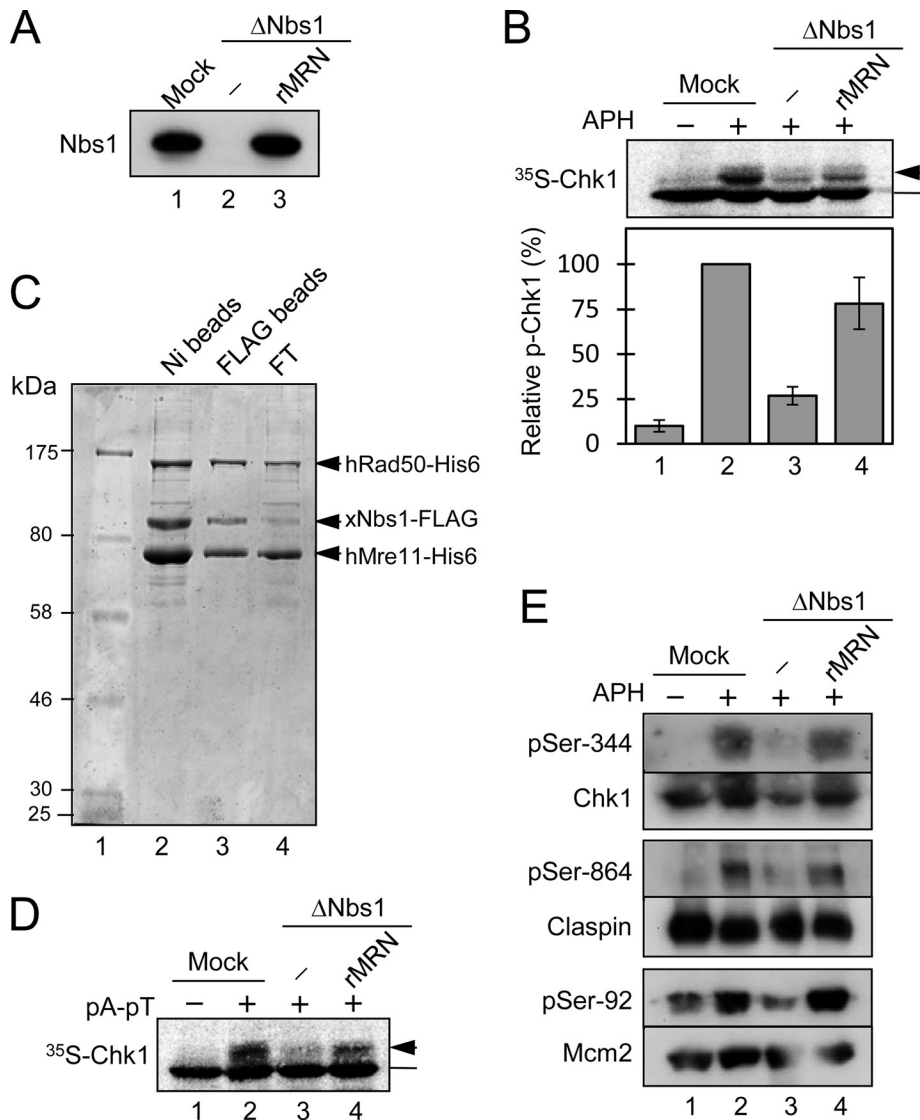 A
ΔNbs1
Mock – rMRN
Nbs1
1 2 3
B
ΔNbs1
Mock – rMRN
APH – + + +
35S-Chk1
Relative p-Chk1 (%)
100
75
50
25
0
1 2 3 4
C
Ni beads FLAG beads FT
kDa
175
80
58
46
30
25
hRad50-His6
xNbs1-FLAG
hMre11-His6
1 2 3 4
D
ΔNbs1
Mock – rMRN
pA-pT – + + +
35S-Chk1
1 2 3 4
E
ΔNbs1
Mock – rMRN
APH – + + +
pSer-344
Chk1
pSer-864
Claspin
pSer-92
Mcm2
1 2 3 4